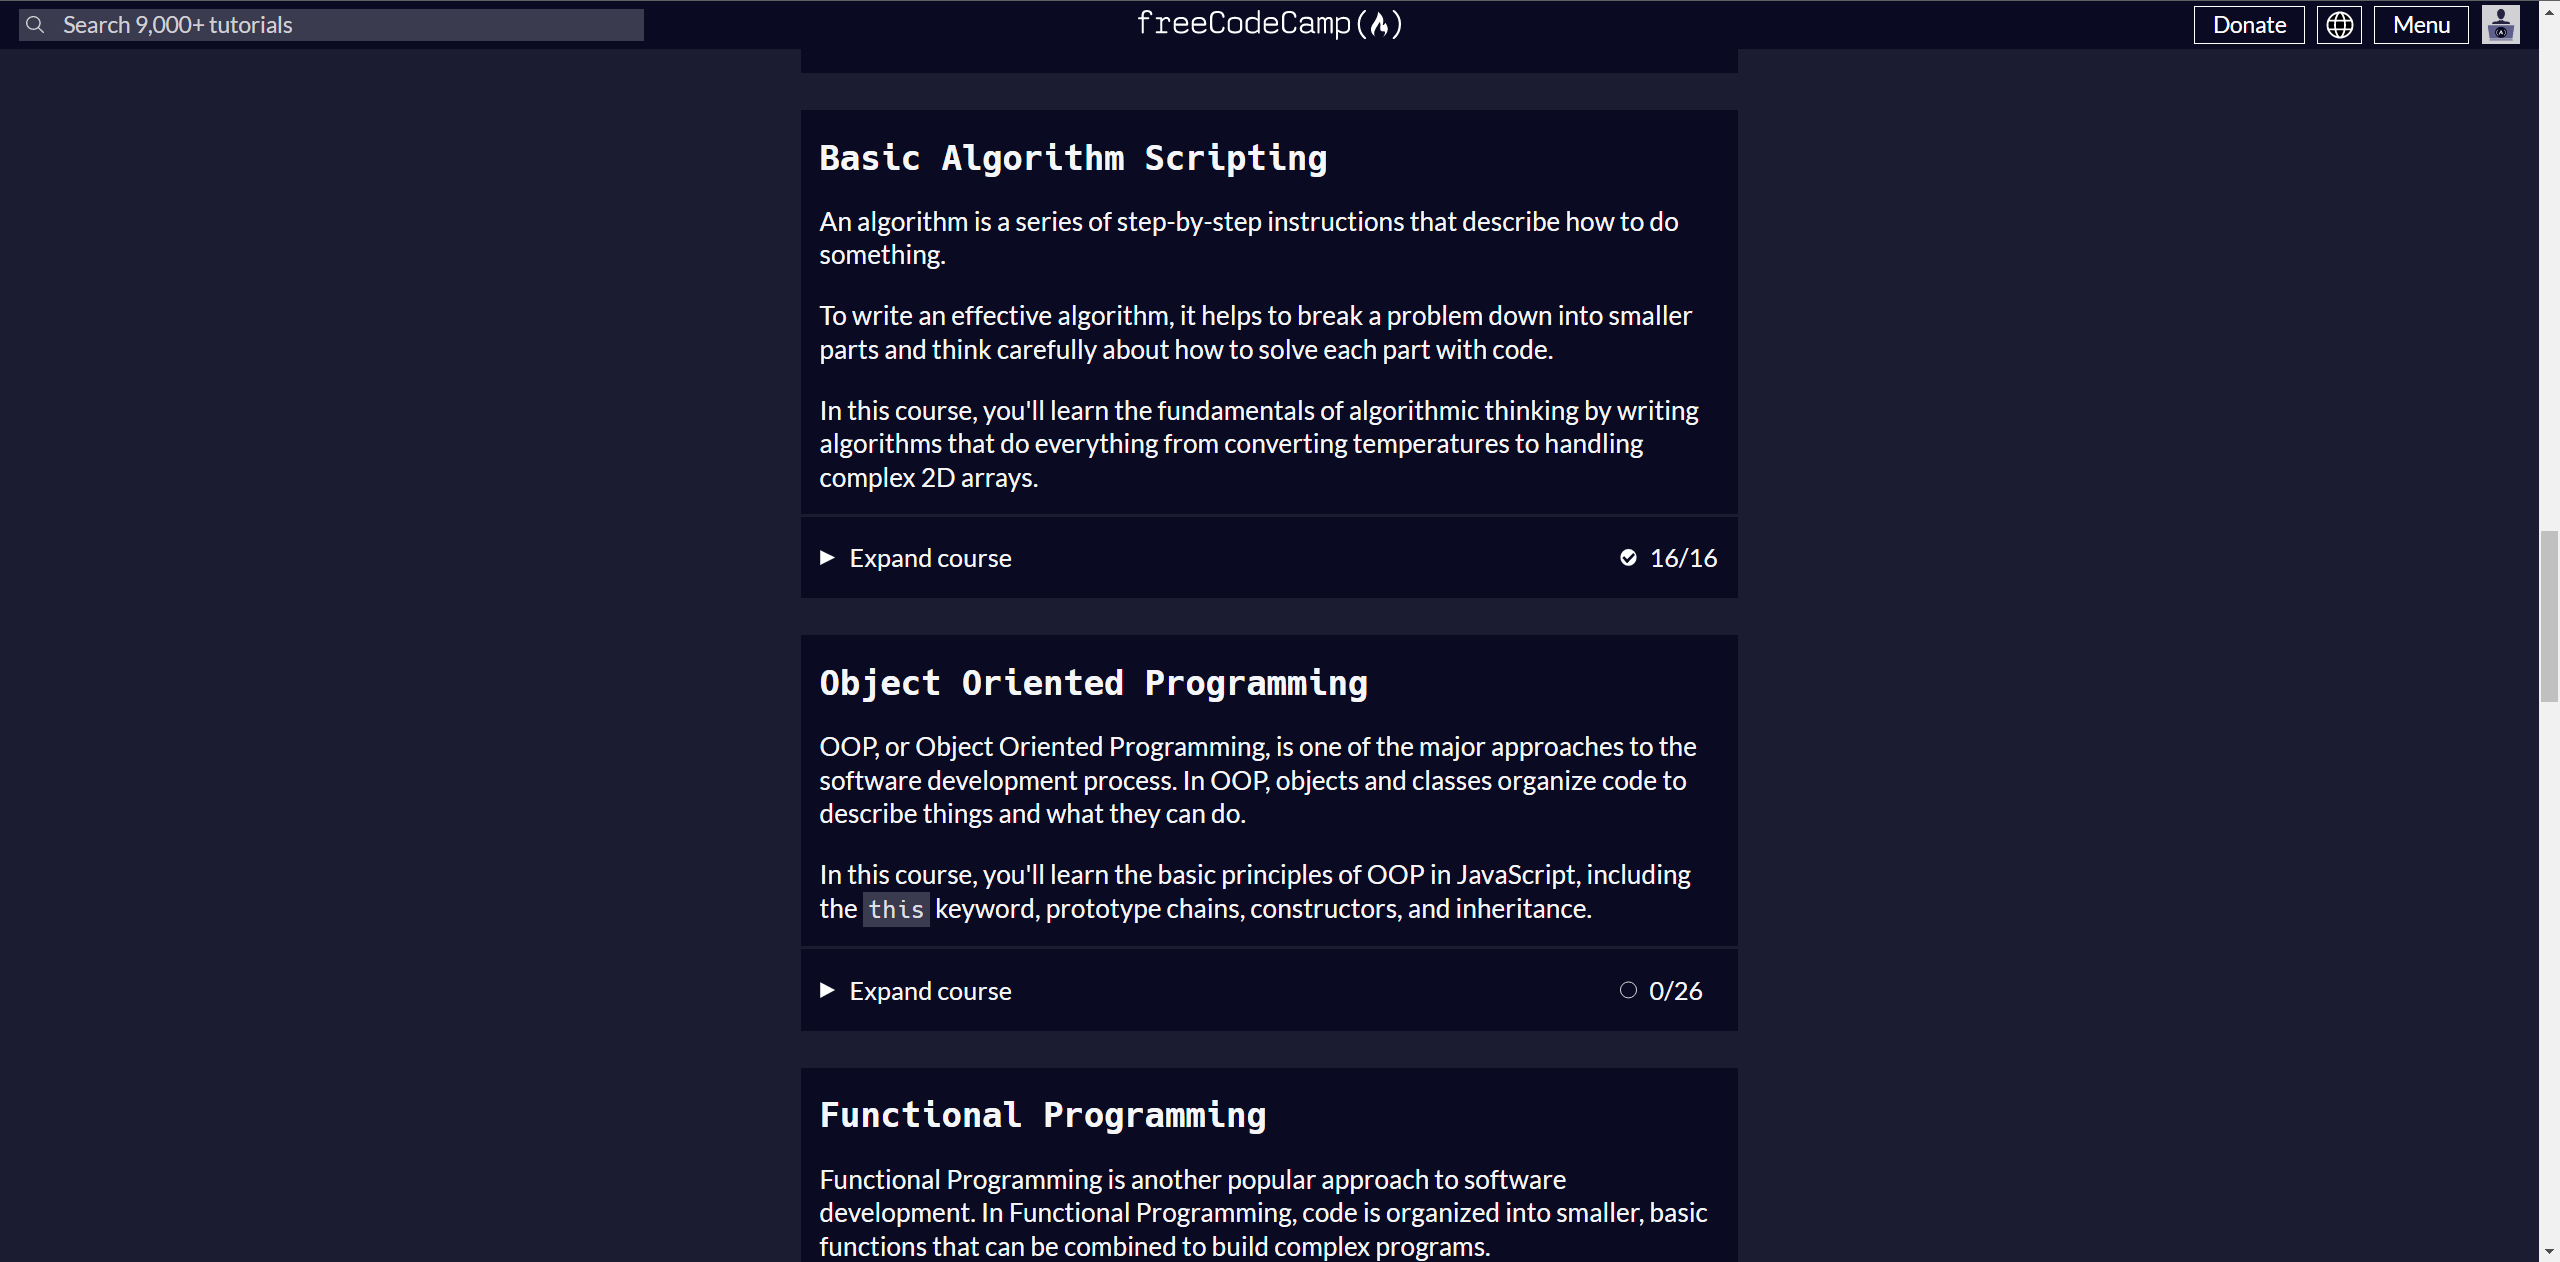 Search 9,000+ tutorials
freeCodeCamp
Donate
Menu
Basic Algorithm Scripting
An algorithm is a series of step-by-step instructions that describe how to do
something.
To write an effective algorithm, it helps to break a problem down into smaller
parts and think carefully about how to solve each part with code.
In this course, you'll learn the fundamentals of algorithmic thinking by writing
algorithms that do everything from converting temperatures to handling
complex 2D arrays.
Expand course 16/16
Object Oriented Programming
OOP, or Object Oriented Programming, is one of the major approaches to the
software development process. In OOP, objects and classes organize code to
describe things and what they can do.
In this course, you'll learn the basic principles of OOP in JavaScript, including
the this keyword, prototype chains, constructors, and inheritance.
Expand course 0/26
Functional Programming
Functional Programming is another popular approach to software
development. In Functional Programming, code is organized into smaller, basic
functions that can be combined to build complex programs.